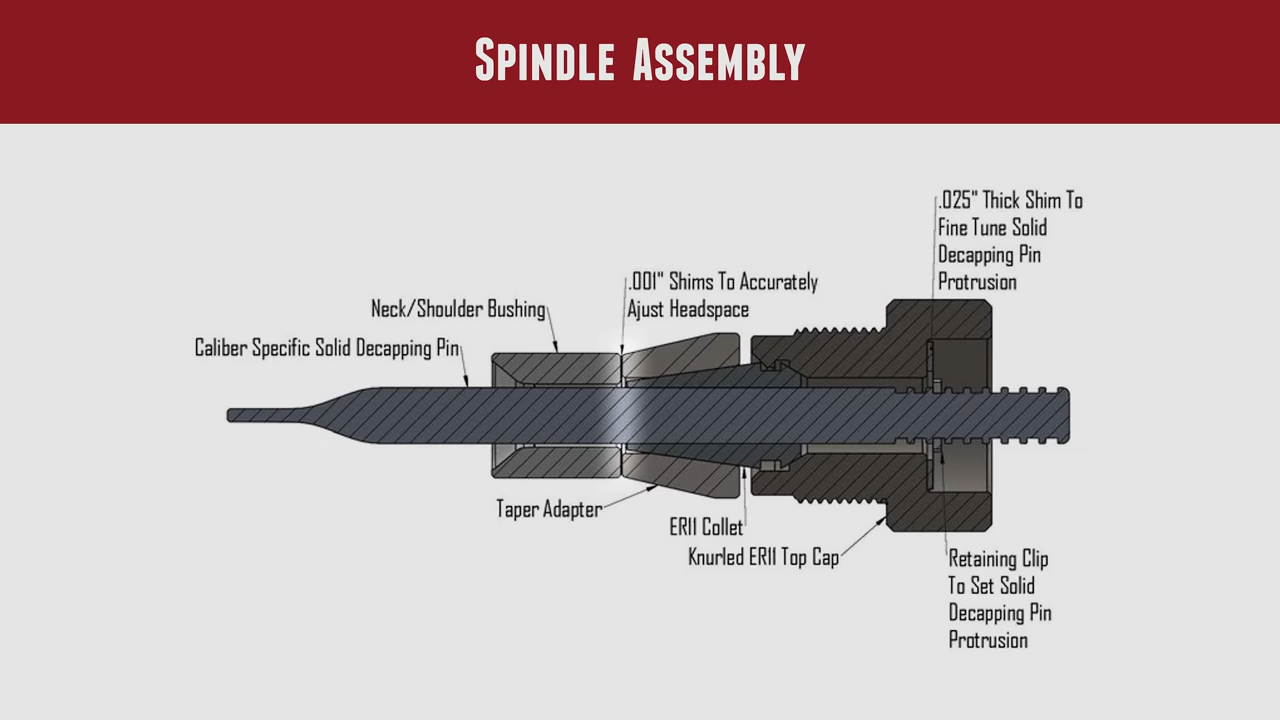 Spindle Assembly
.025" Thick Shim To
Fine Tune Solid
Decapping Pin
Protrusion
.001" Shims To Accurately
Ajust Headspace
Neck/Shoulder Bushing
Caliber Specific Solid Decapping Pin
Taper Adapter
ER11 Collet
Knurled ER11 Top Cap
Retaining Clip
To Set Solid
Decapping Pin
Protrusion